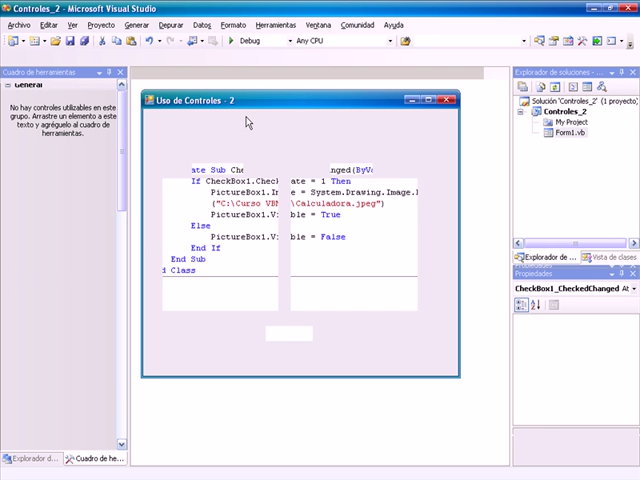 Controles_2 - Microsoft Visual Studio
Archivo Editar Ver Proyecto Generar Depurar Datos Formato Herramientas Ventana Comunidad Ayuda
Debug Any CPU
Cuadro de herramientas
General
No hay controles utilizables en este
grupo. Arrastre un elemento a este
texto y agréguelo al cuadro de
herramientas.
Explorador d... Cuadro de he...
Uso de Controles - 2
ate Sub Che nged(ByVa
If CheckBox1.Check ate = 1 Then
PictureBox1.Im e = System.Drawing.Image.
("C:\Curso VBN \Calculadora.jpeg")
PictureBox1.Vi ble = True
Else
PictureBox1.Vi ble = False
End If
End Sub
d Class
Explorador de soluciones - ...
Solución 'Controles_2' (1 proyecto)
Controles_2
My Project
Form1.vb
Explorador de ... Vista de clases
Propiedades
CheckBox1_CheckedChanged At